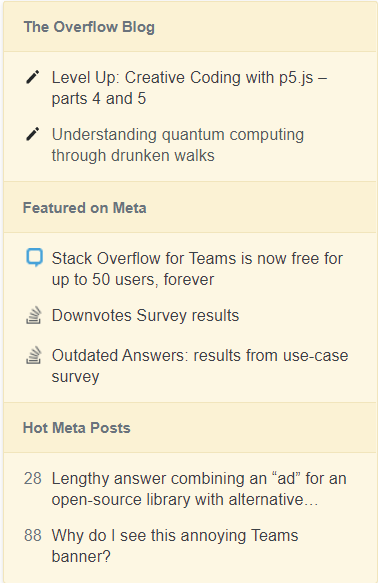 The Overflow Blog
Level Up: Creative Coding with p5.js –
parts 4 and 5
Understanding quantum computing
through drunken walks
Featured on Meta
Stack Overflow for Teams is now free for
up to 50 users, forever
Downvotes Survey results
Outdated Answers: results from use-case
survey
Hot Meta Posts
28 Lengthy answer combining an “ad” for an
open-source library with alternative…
88 Why do I see this annoying Teams
banner?